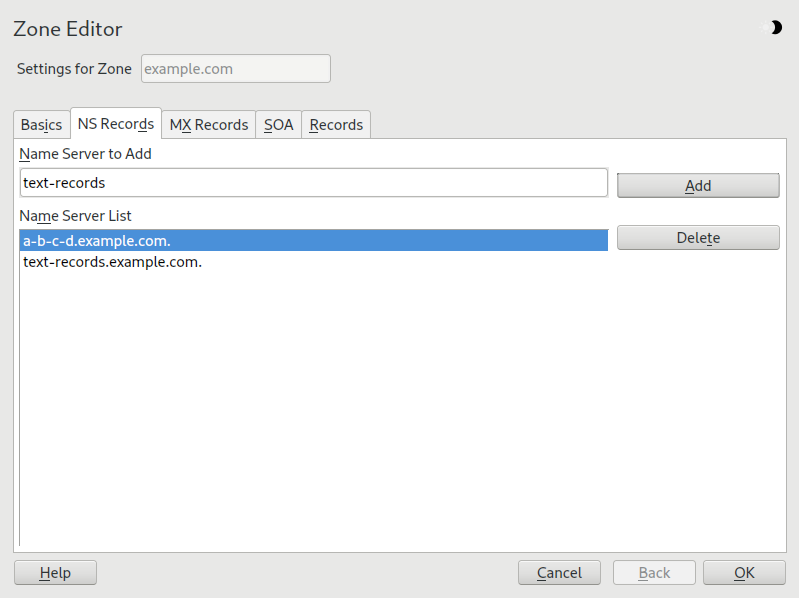 Zone Editor
Settings for Zone example.com
Basics NS Records MX Records SOA Records
Name Server to Add
text-records Add
Name Server List
a-b-c-d.example.com. Delete
text-records.example.com.
Help Cancel Back OK